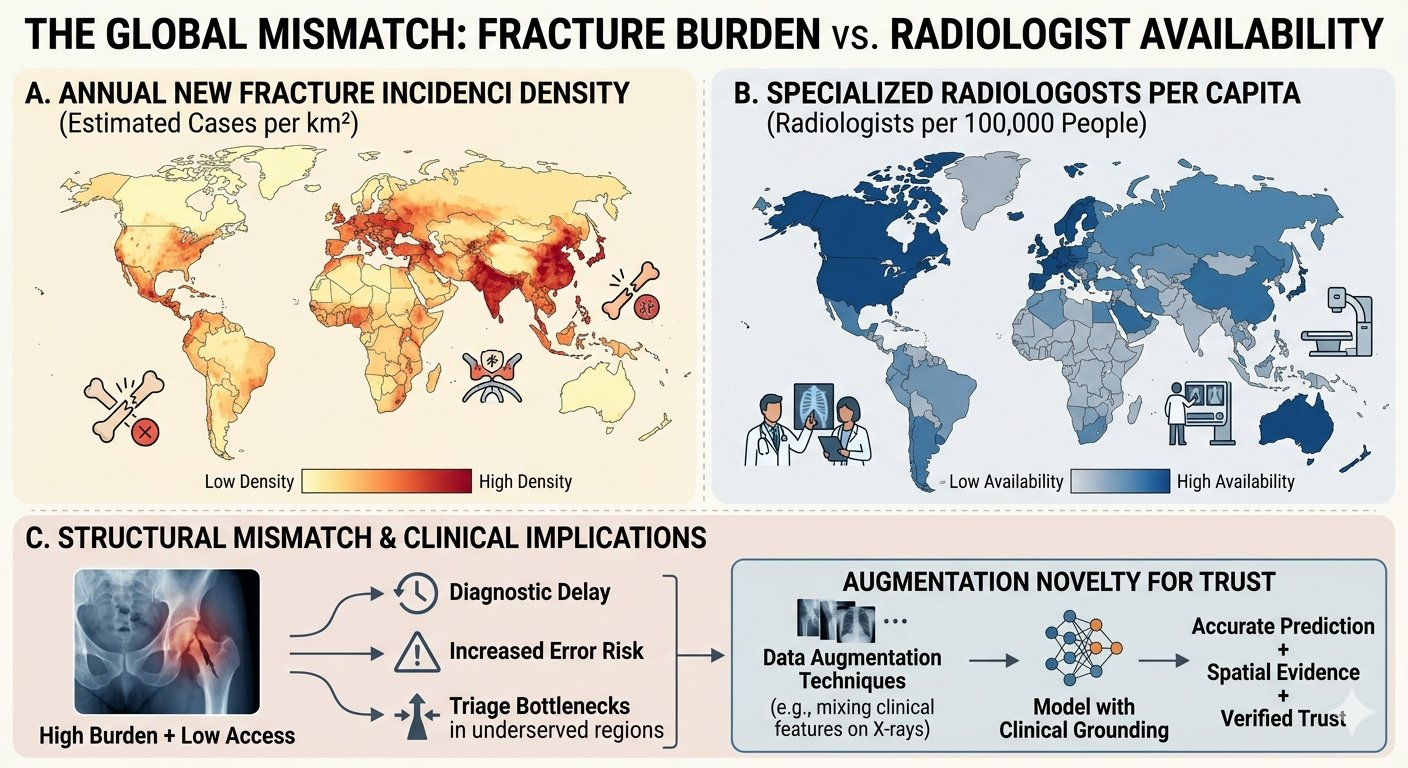 THE GLOBAL MISMATCH: FRACTURE BURDEN vs. RADIOLOGIST AVAILABILITY
A. ANNUAL NEW FRACTURE INCIDENCI DENSITY
(Estimated Cases per km²)
Low Density
High Density
B. SPECIALIZED RADIOLOGOSTS PER CAPITA
(Radiologists per 100,000 People)
Low Availability
High Availability
C. STRUCTURAL MISMATCH & CLINICAL IMPLICATIONS
High Burden + Low Access
Diagnostic Delay
Increased Error Risk
Triage Bottlenecks
in underserved regions
AUGMENTATION NOVELTY FOR TRUST
Data Augmentation
Techniques
(e.g., mixing clinical
features on X-rays)
Model with
Clinical Grounding
Accurate Prediction
+
Spatial Evidence
+
Verified Trust